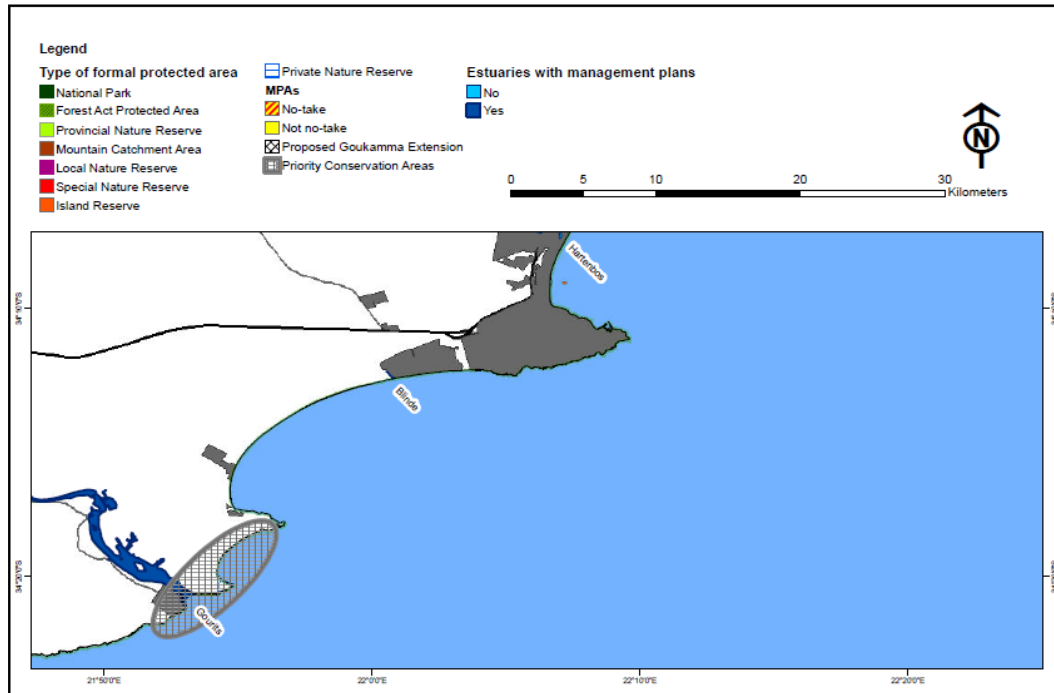 Legend
Type of formal protected area
National Park
Forest Act Protected Area
Provincial Nature Reserve
Mountain Catchment Area
Local Nature Reserve
Special Nature Reserve
Island Reserve
Private Nature Reserve
MPAs
No-take
Not no-take
Proposed Goukamma Extension
Priority Conservation Areas
Estuaries with management plans
No
Yes
N
0 5 10 20 30
Kilometers
Hartenbos
34°10'0"S
Blinde
34°20'0"S
Gourits
21°50'0"E 22°0'0"E 22°10'0"E 22°20'0"E